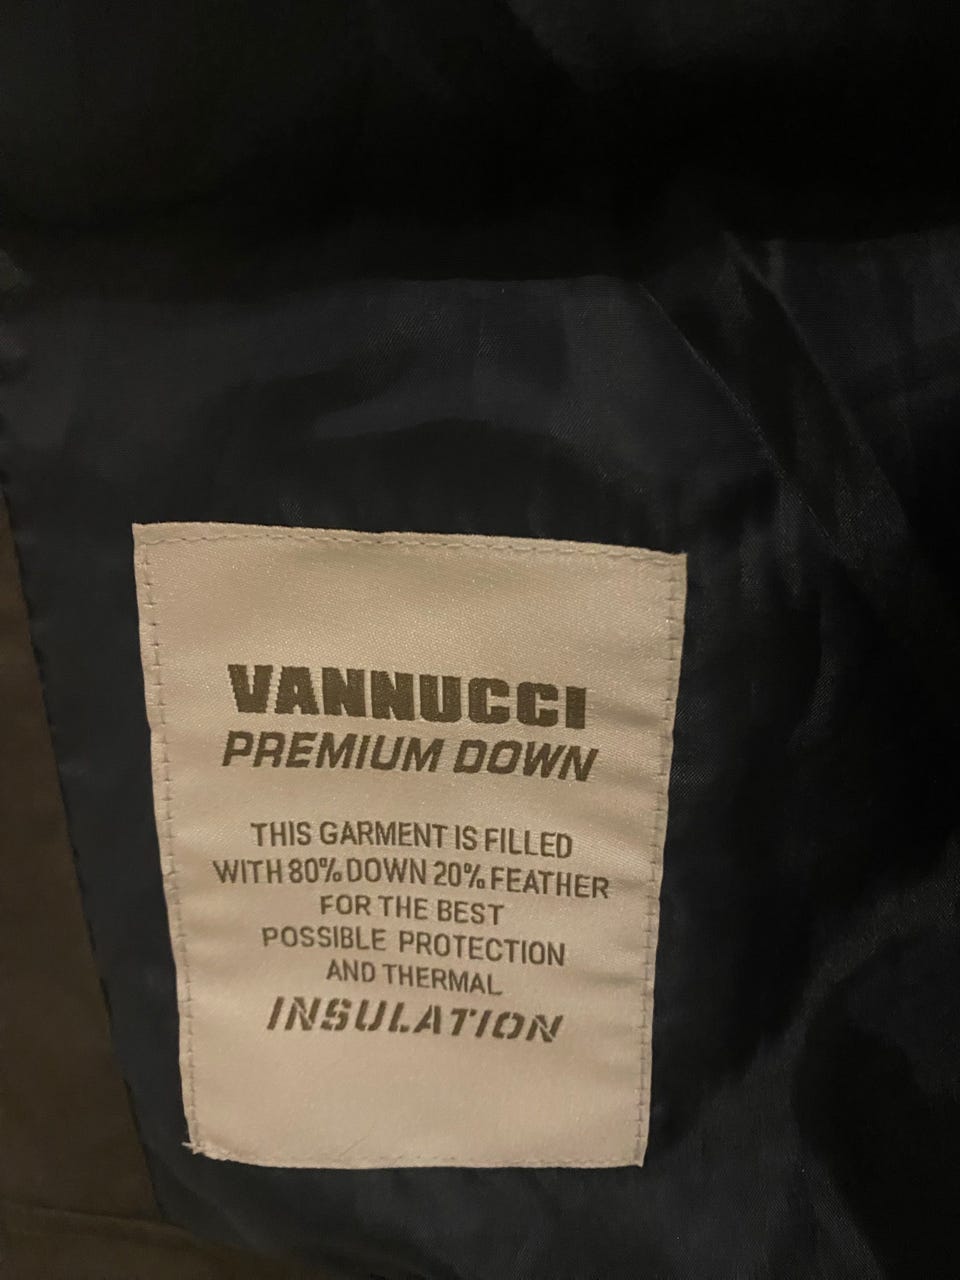 VANNUCCI
PREMIUM DOWN
THIS GARMENT IS FILLED
WITH 80% DOWN 20% FEATHER
FOR THE BEST
POSSIBLE PROTECTION
AND THERMAL
INSULATION